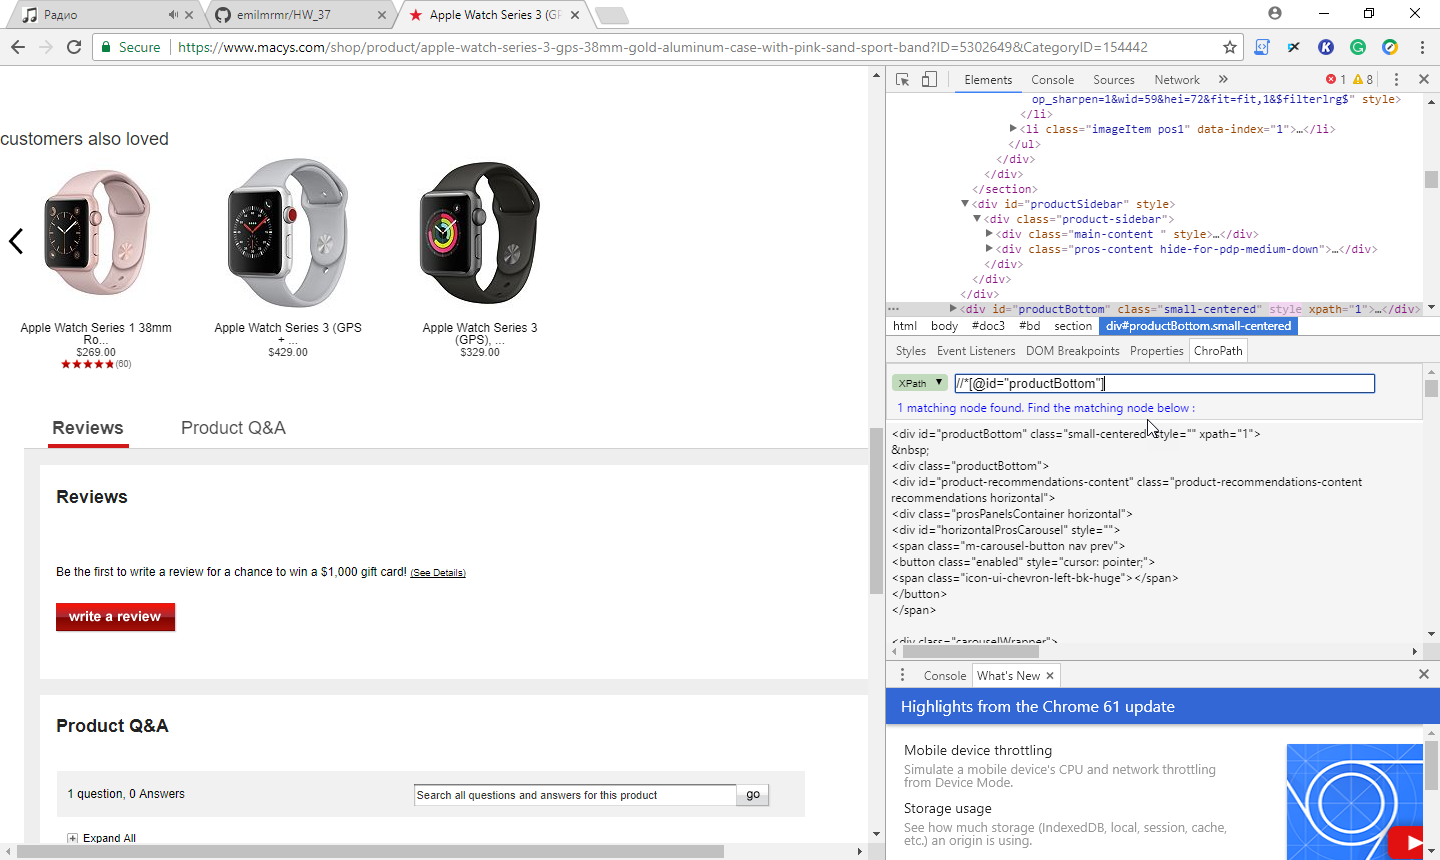 Радио
emilmrmr/HW_37
Apple Watch Series 3 (GP
Secure
https://www.macys.com/shop/product/apple-watch-series-3-gps-38mm-gold-aluminum-case-with-pink-sand-sport-band?ID=5302649&CategoryID=154442
customers also loved
Apple Watch Series 1 38mm
Ro...
$269.00
(60)
Apple Watch Series 3 (GPS
+ ...
$429.00
Apple Watch Series 3
(GPS), ...
$329.00
Reviews
Product Q&A
Reviews
Be the first to write a review for a chance to win a $1,000 gift card! (See Details)
write a review
Product Q&A
1 question, 0 Answers
Search all questions and answers for this product
go
Expand All
Elements
Console
Sources
Network
»
1
8
op_sharpen=1&wid=59&hei=72&fit=fit,1&$filterlrg$" style>
</li>
<li class="imageItem pos1" data-index="1">…</li>
</ul>
</div>
</div>
</section>
<div id="productSidebar" style>
<div class="product-sidebar">
<div class="main-content " style>…</div>
<div class="pros-content hide-for-pdp-medium-down">…</div>
</div>
</div>
</div>
<div id="productBottom" class="small-centered" style xpath="1">…</div>
html
body
#doc3
#bd
section
div#productBottom.small-centered
Styles
Event Listeners
DOM Breakpoints
Properties
ChroPath
XPath
//*[@id="productBottom"]
1 matching node found. Find the matching node below :
<div id="productBottom" class="small-centered" style="" xpath="1">
&nbsp;
<div class="productBottom">
<div id="product-recommendations-content" class="product-recommendations-content
recommendations horizontal">
<div class="prosPanelsContainer horizontal">
<div id="horizontalProsCarousel" style="">
<span class="m-carousel-button nav prev">
<button class="enabled" style="cursor: pointer;">
<span class="icon-ui-chevron-left-bk-huge"></span>
</button>
</span>
<div class="carouselWrapper">
Console
What's New
Highlights from the Chrome 61 update
Mobile device throttling
Simulate a mobile device's CPU and network throttling
from Device Mode.
Storage usage
See how much storage (IndexedDB, local, session, cache,
etc.) an origin is using.